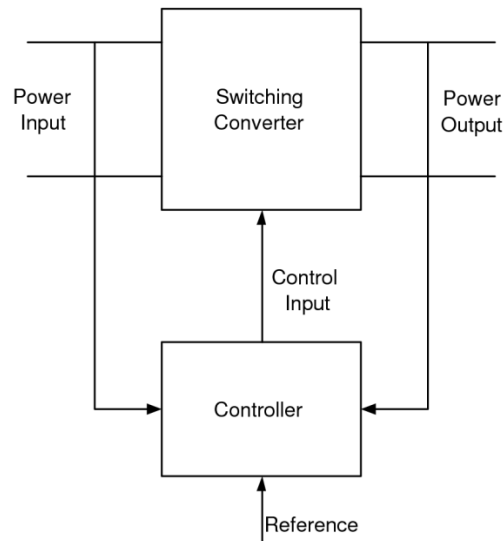 Power
Input
Switching
Converter
Power
Output
Control
Input
Controller
Reference